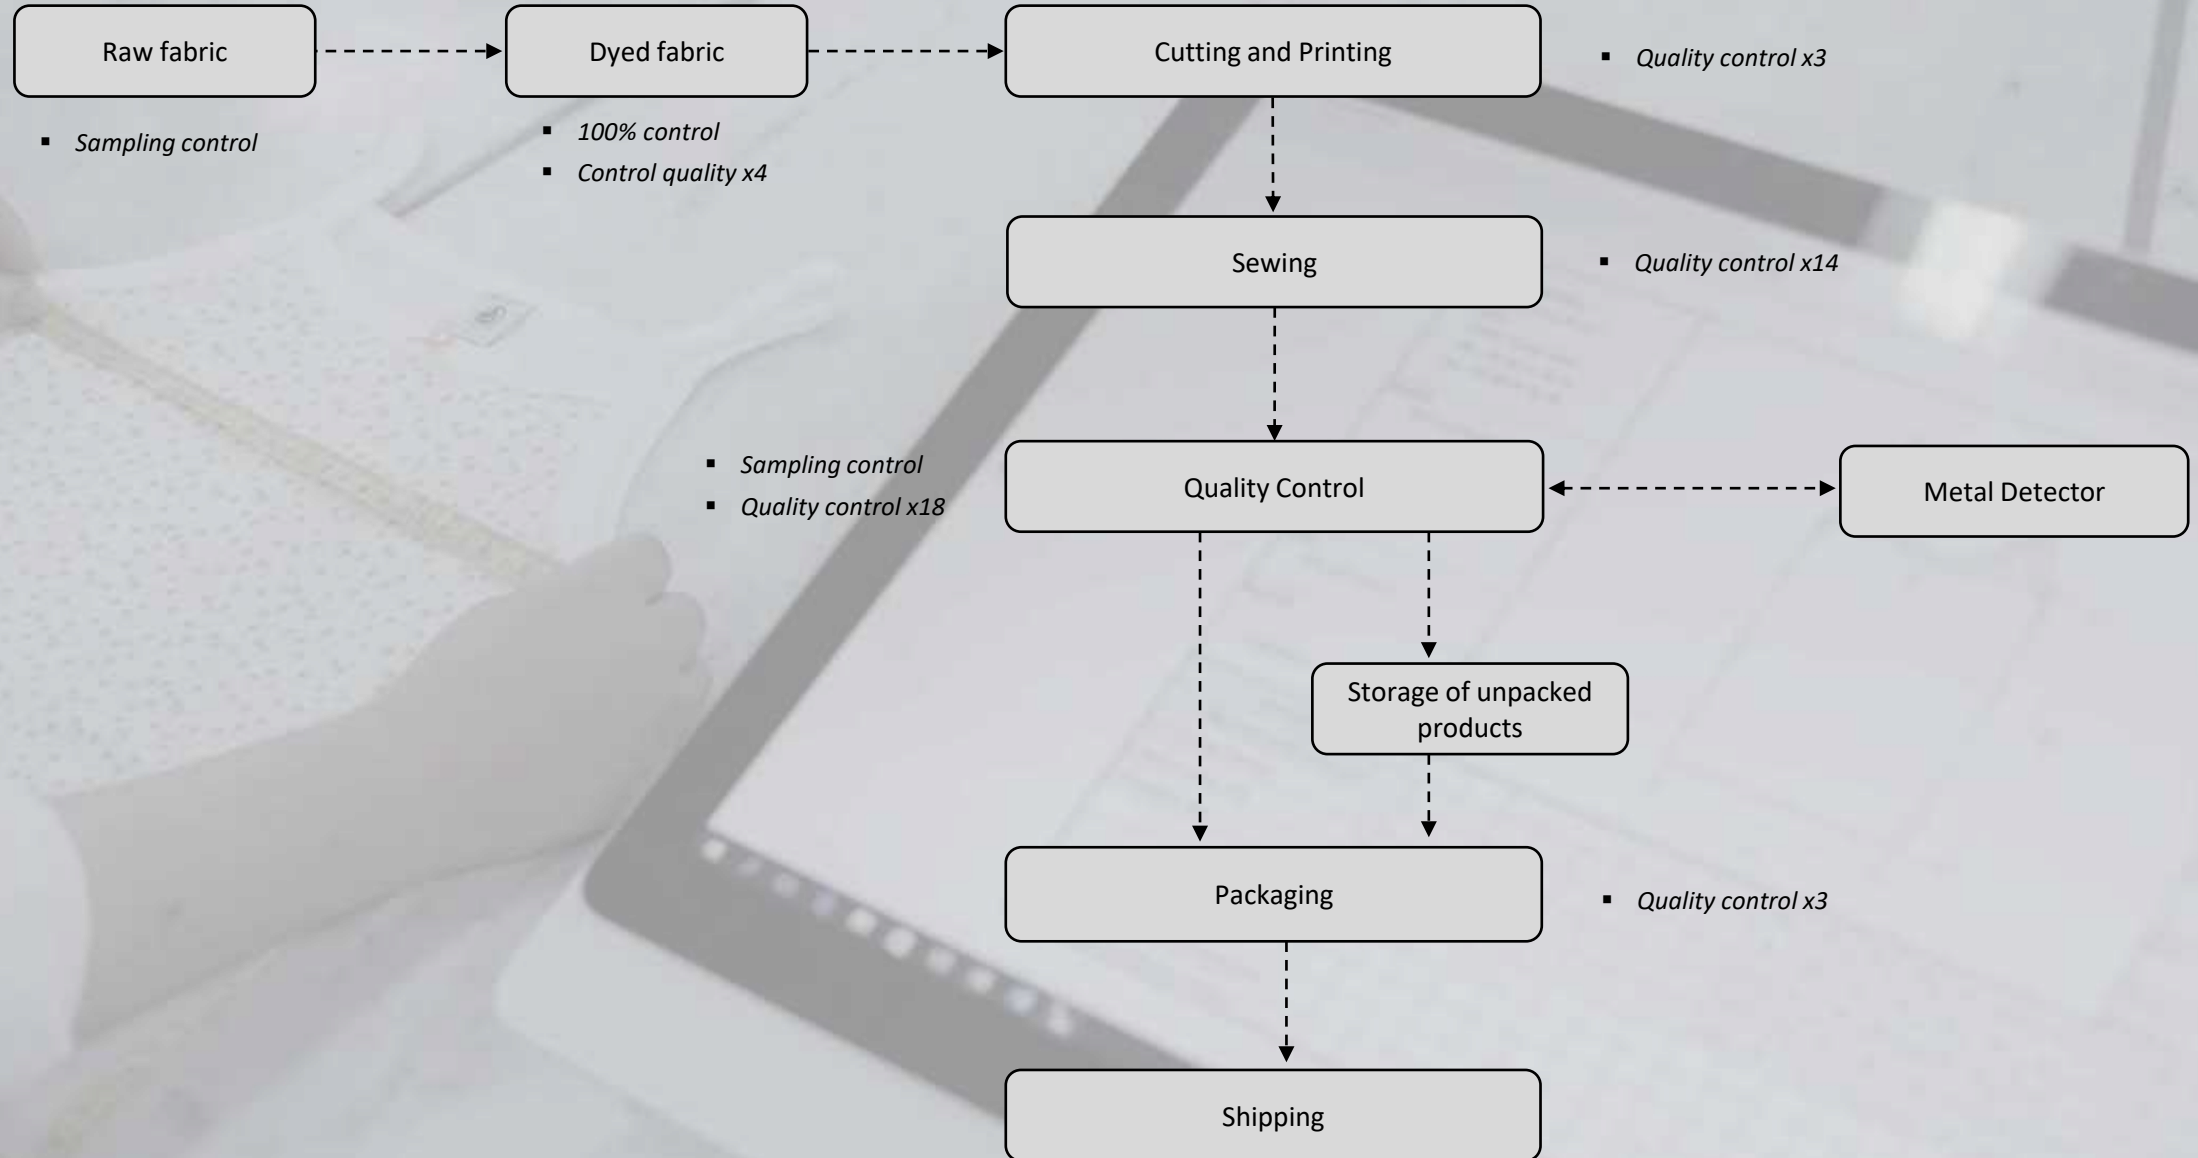 Raw fabric
Dyed fabric
Cutting and Printing
▪ Quality control x3
▪ Sampling control
▪ 100% control
▪ Control quality x4
Sewing
▪ Quality control x14
▪ Sampling control
▪ Quality control x18
Quality Control
Metal Detector
Storage of unpacked
products
Packaging
▪ Quality control x3
Shipping